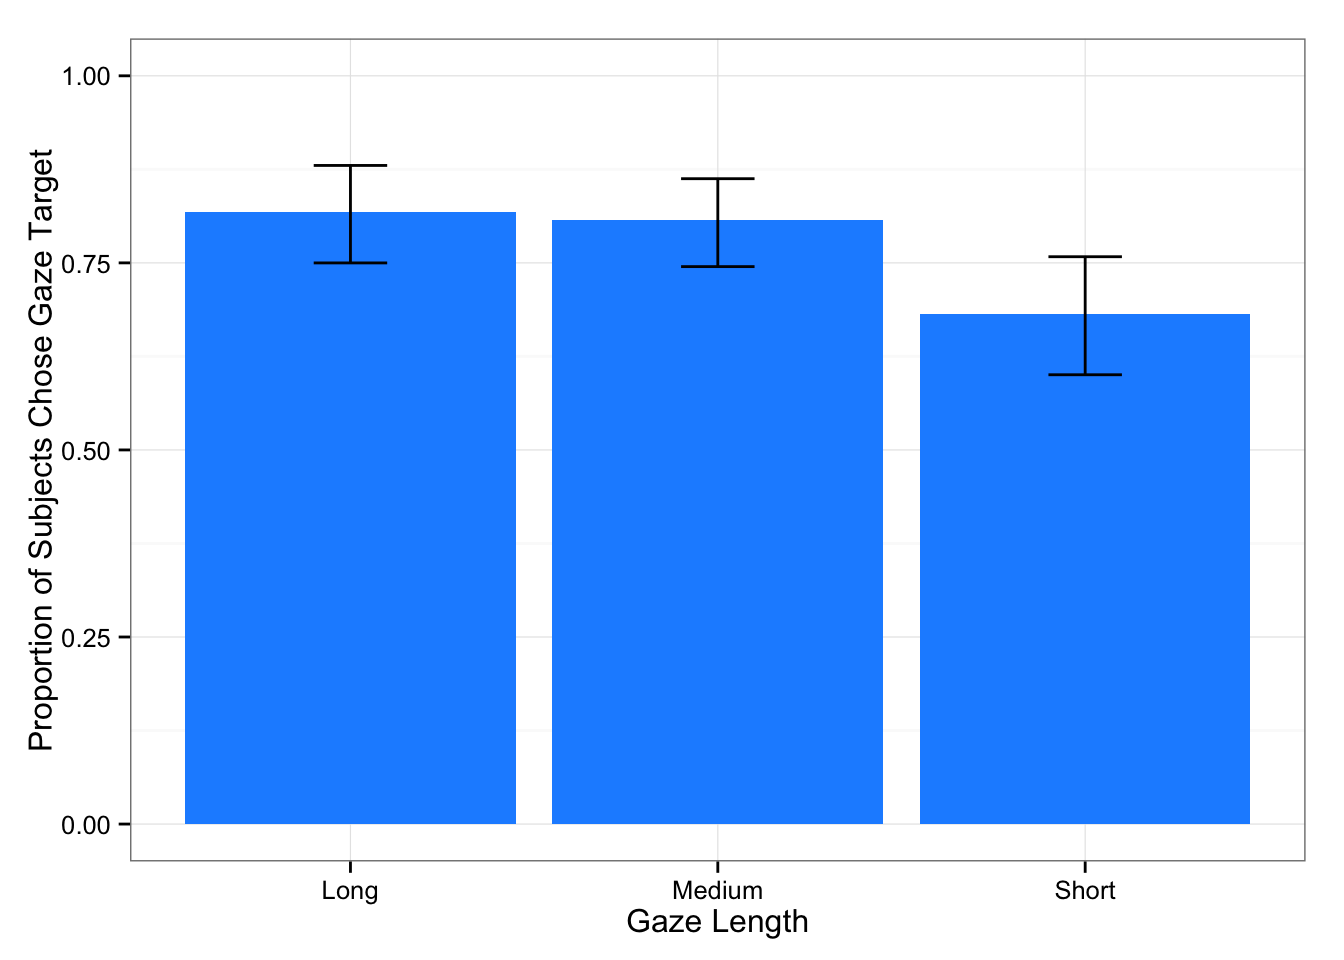 Proportion of Subjects Chose Gaze Target
1.00
0.75
0.50
0.25
0.00
Long
Medium
Short
Gaze Length